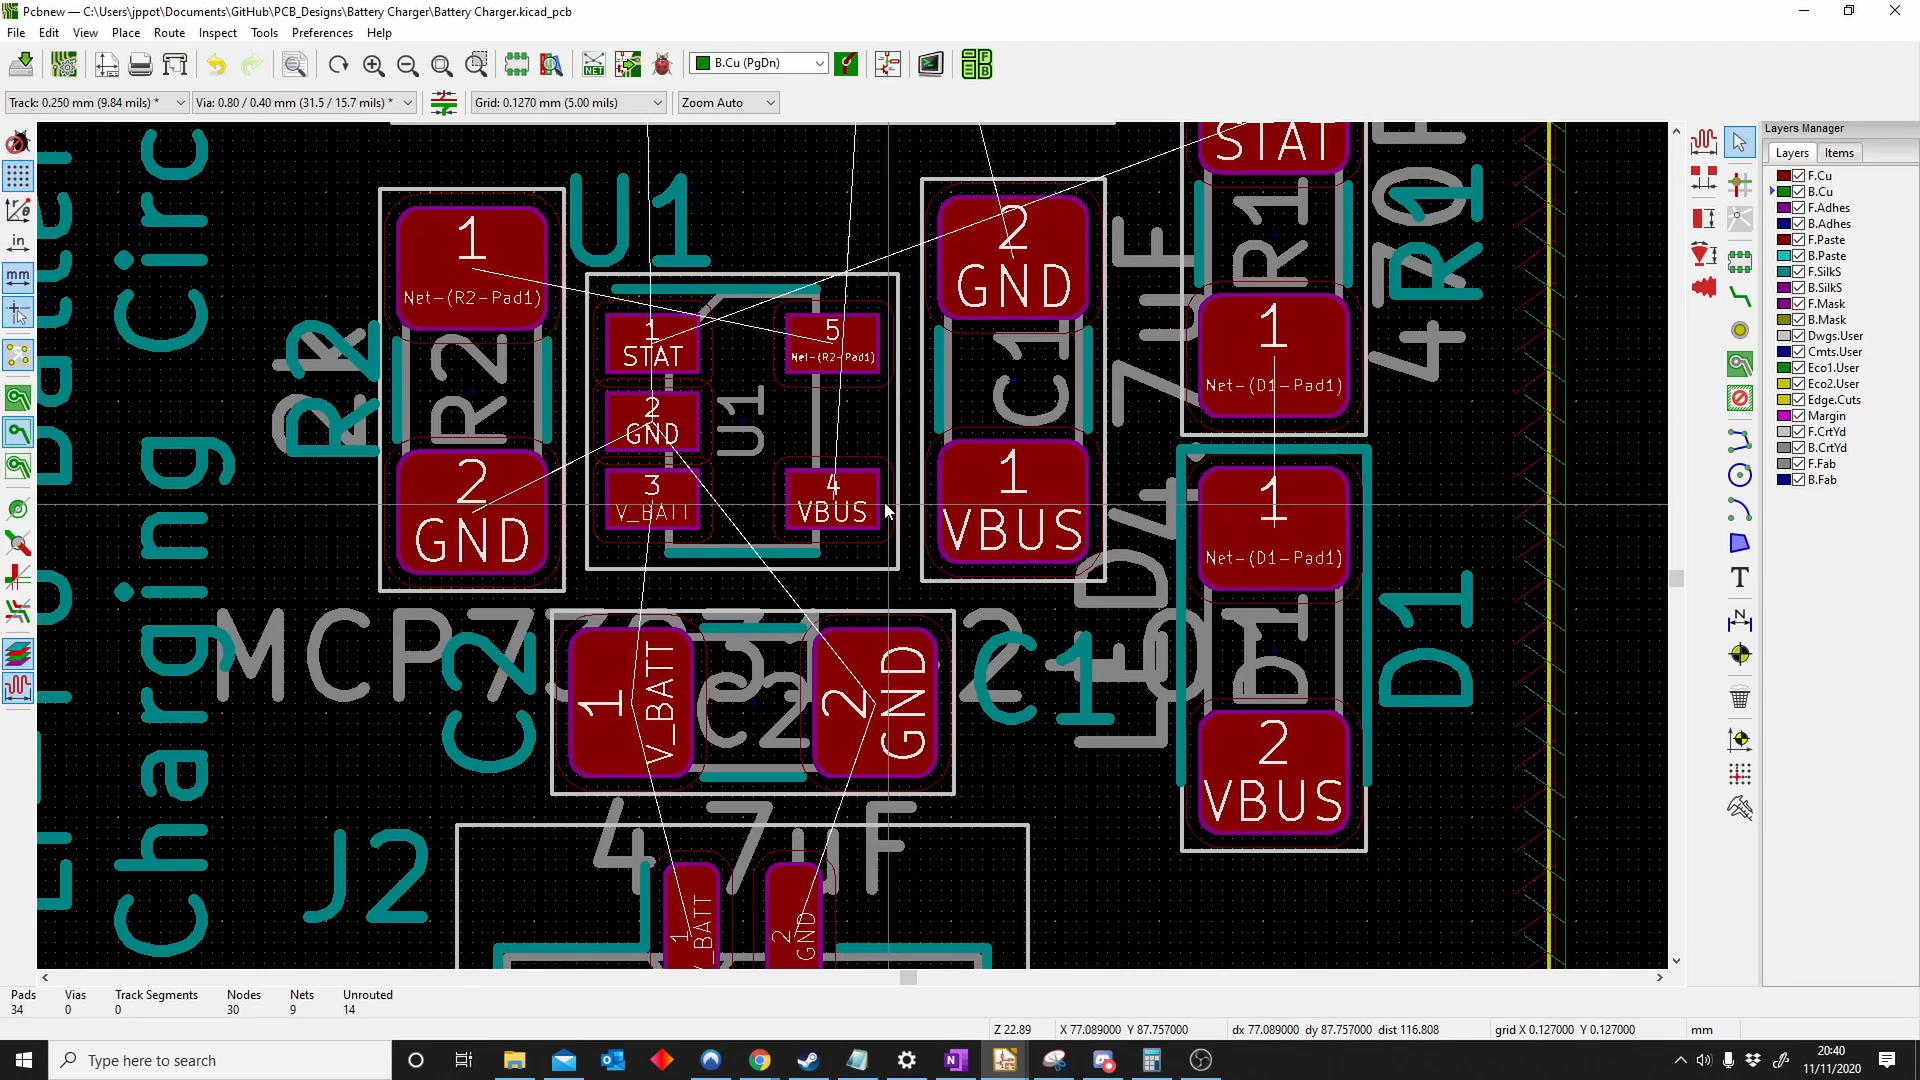 Pcbnew — C:\Users\jppot\Documents\GitHub\PCB_Designs\Battery Charger\Battery Charger.kicad_pcb
File Edit View Place Route Inspect Tools Preferences Help
B.Cu (PgDn)
Track: 0.250 mm (9.84 mils) *
Via: 0.80 / 0.40 mm (31.5 / 15.7 mils) *
Grid: 0.1270 mm (5.00 mils)
Zoom Auto
in
mm
NET
Charging Circ
R2
R2
1
Net-(R2-Pad1)
2
GND
U1
U1
1
STAT
2
GND
3
V_BATT
5
Net-(R2-Pad1)
4
VBUS
2
GND
C1
1
VBUS
STAT
R1
R1
1
Net-(D1-Pad1)
470R
1
Net-(D1-Pad1)
D1
D1
2
VBUS
LED
C2
C2
1
V_BATT
2
GND
C1
4.7uF
J2
1
V_BATT
2
GND
Layers Manager
Layers Items
F.Cu
B.Cu
F.Adhes
B.Adhes
F.Paste
B.Paste
F.SilkS
B.SilkS
F.Mask
B.Mask
Dwgs.User
Cmts.User
Eco1.User
Eco2.User
Edge.Cuts
Margin
F.CrtYd
B.CrtYd
F.Fab
B.Fab
Pads Vias Track Segments Nodes Nets Unrouted
34 0 0 30 9 14
Z 22.89
X 77.089000 Y 87.757000
dx 77.089000 dy 87.757000 dist 116.808
grid X 0.127000 Y 0.127000
mm
Type here to search
20:40
11/11/2020